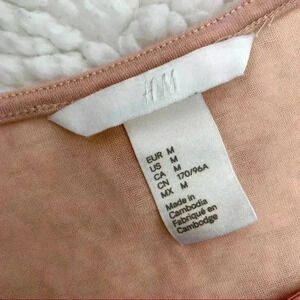 H&M
EUR M
US M
CA M
CN 170/96A
MX M
Made in
Cambodia
Fabriqué en
Cambodge